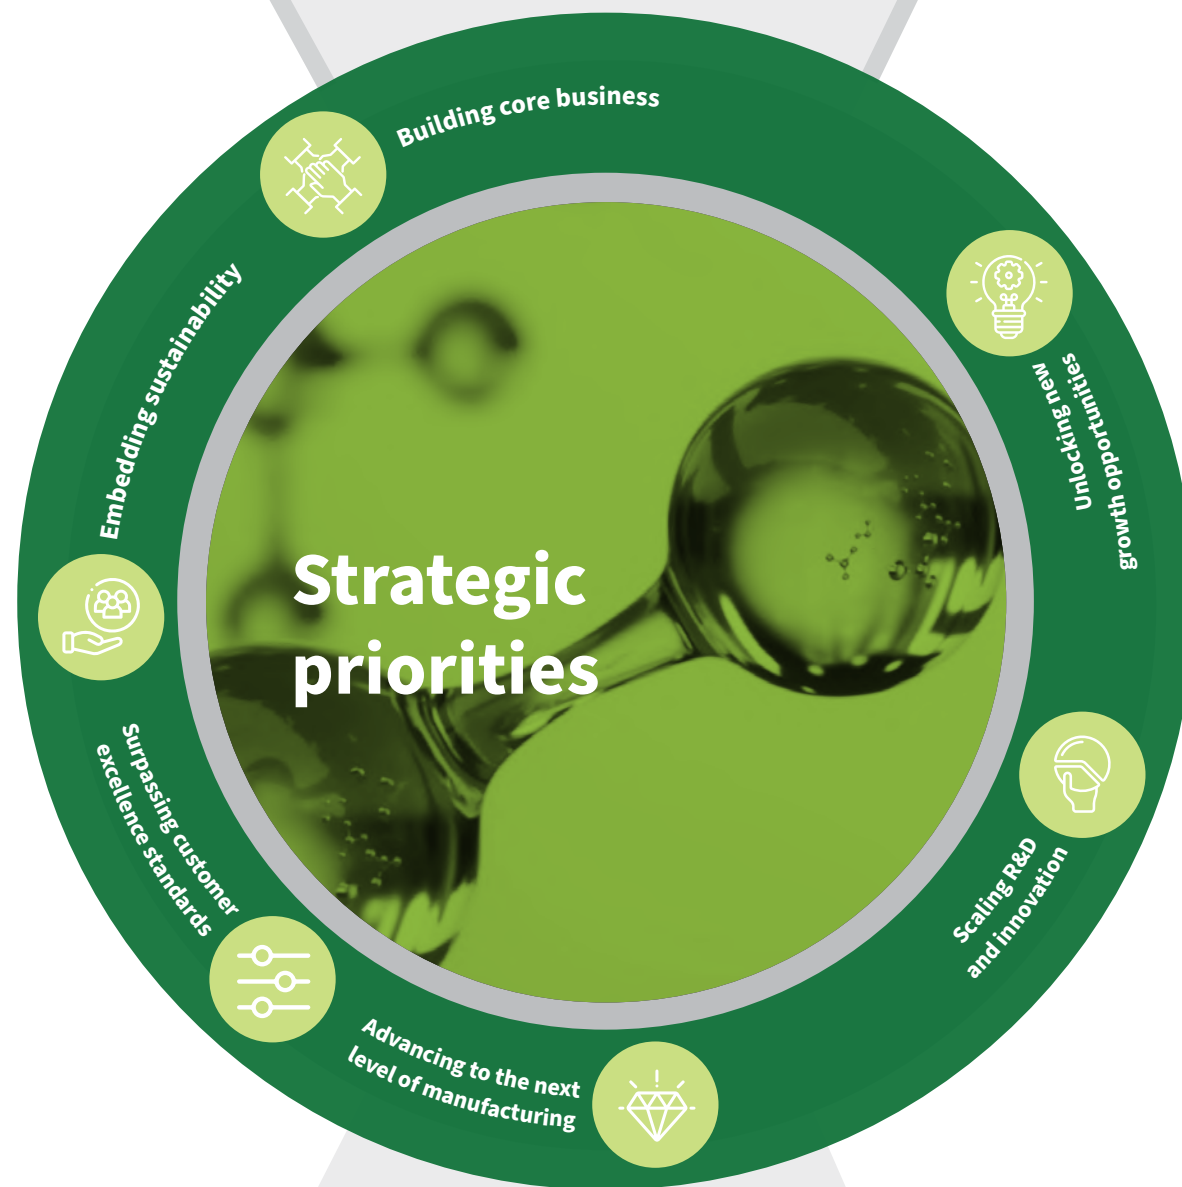 Strategic
priorities
Building core business
Unlocking new
growth opportunities
Scaling R&D
and innovation
Advancing to the next
level of manufacturing
Surpassing customer
excellence standards
Embedding sustainability